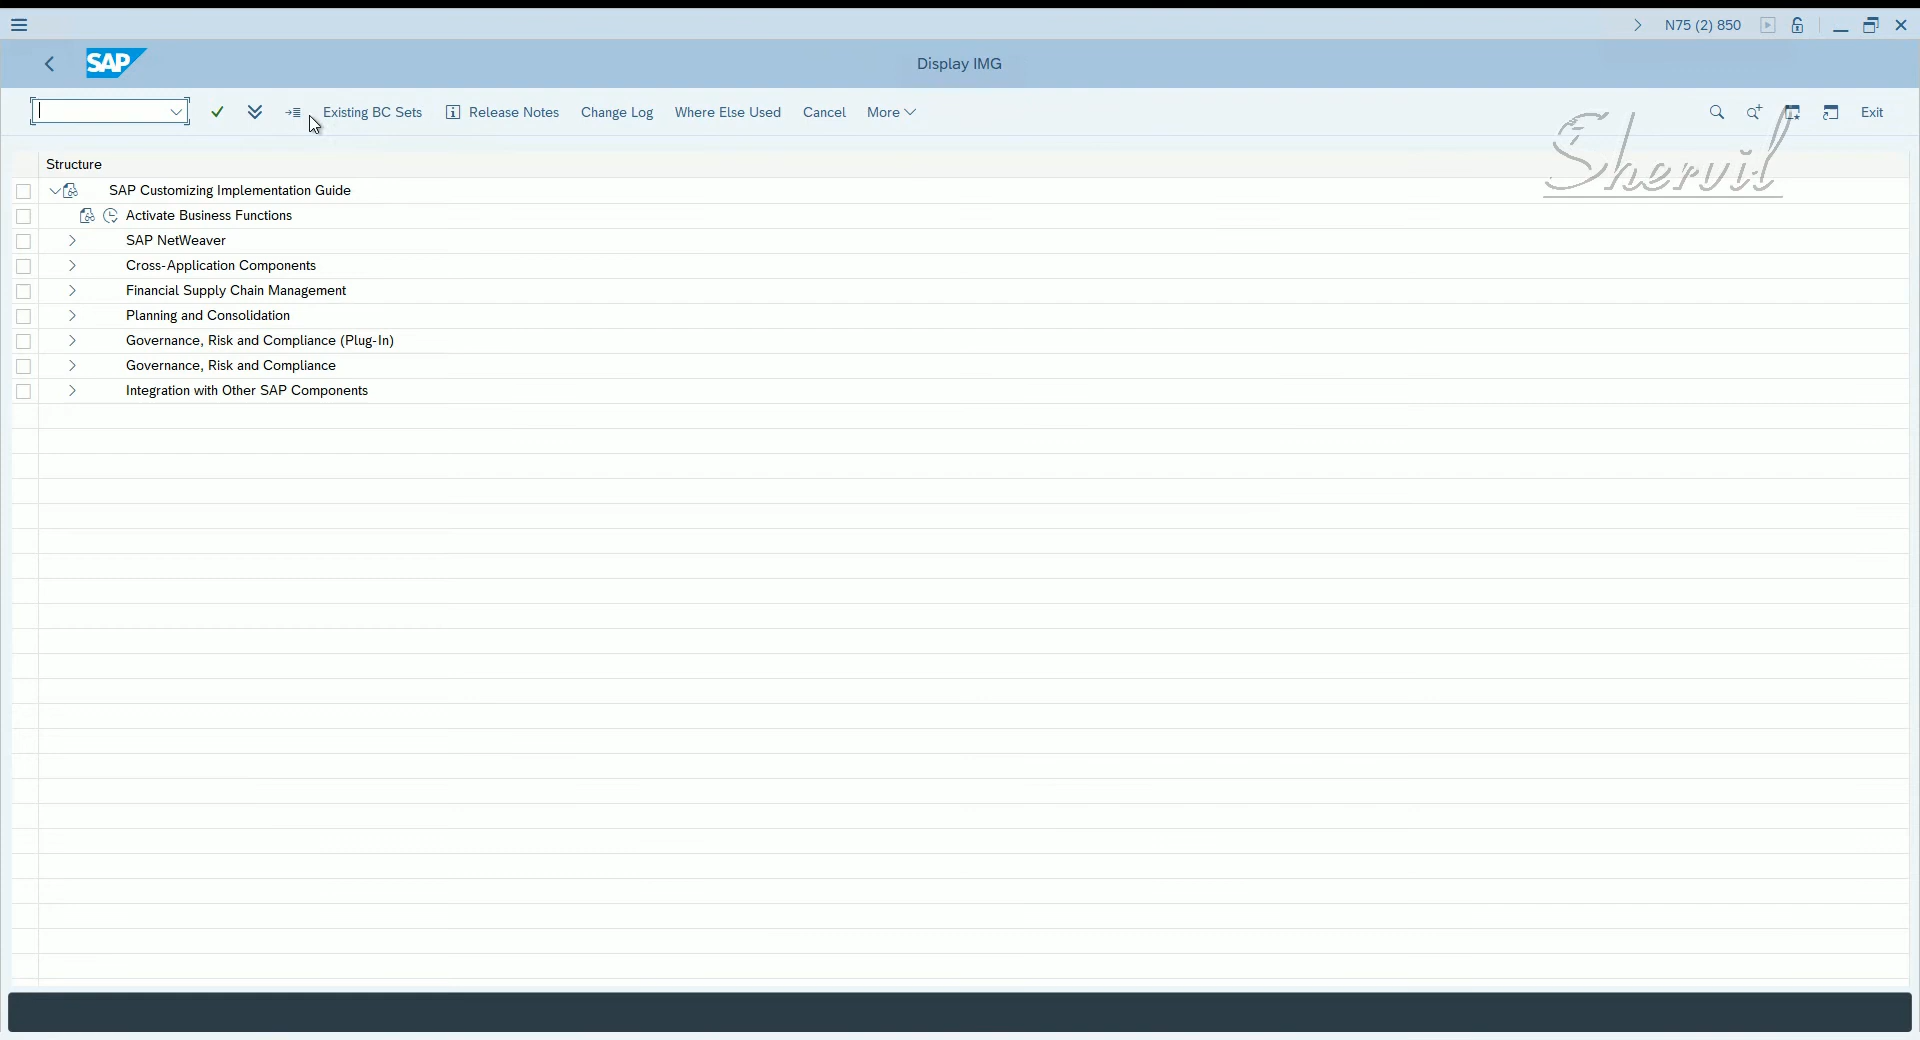 N75 (2) 850
SAP
Display IMG
Existing BC Sets
Release Notes
Change Log
Where Else Used
Cancel
More
Exit
Shervil
Structure
SAP Customizing Implementation Guide
Activate Business Functions
SAP NetWeaver
Cross-Application Components
Financial Supply Chain Management
Planning and Consolidation
Governance, Risk and Compliance (Plug-In)
Governance, Risk and Compliance
Integration with Other SAP Components